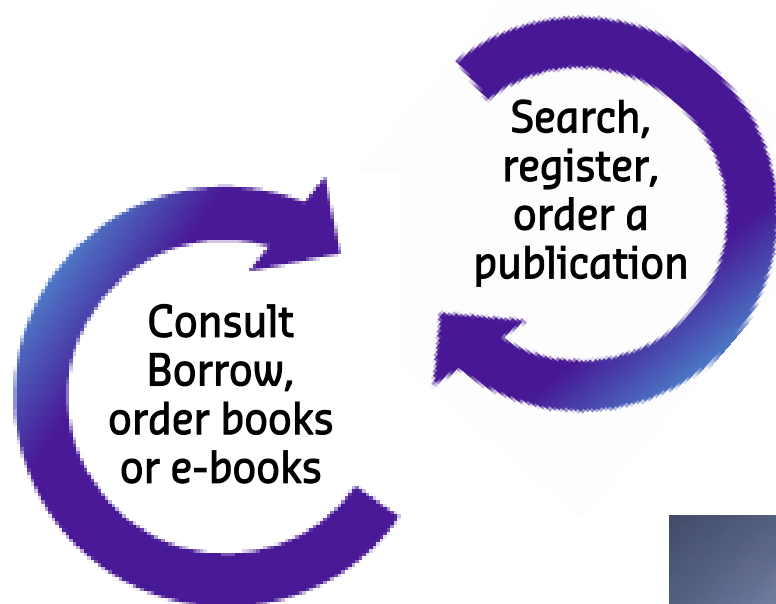 Search,
register,
order a
publication
Consult
Borrow,
order books
or e-books